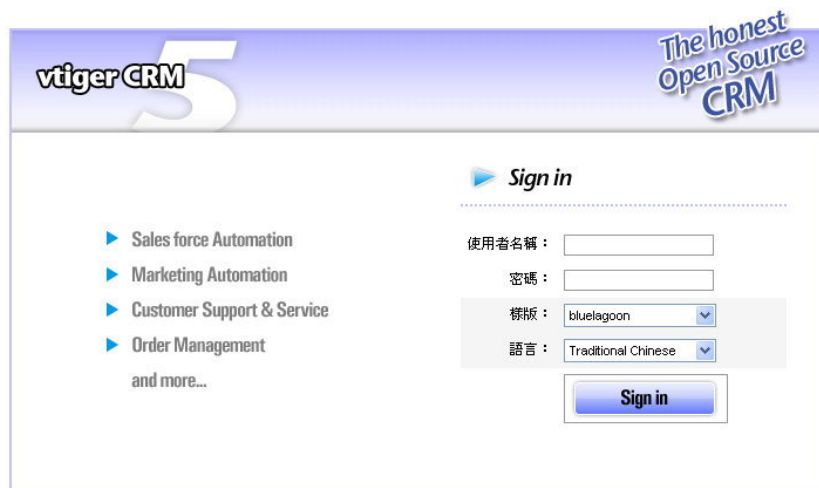 vtiger CRM 5
The honest
Open Source
CRM
Sign in
Sales force Automation
Marketing Automation
Customer Support & Service
Order Management
and more...
使用者名稱：
密碼：
樣版： bluelagoon
語言： Traditional Chinese
Sign in